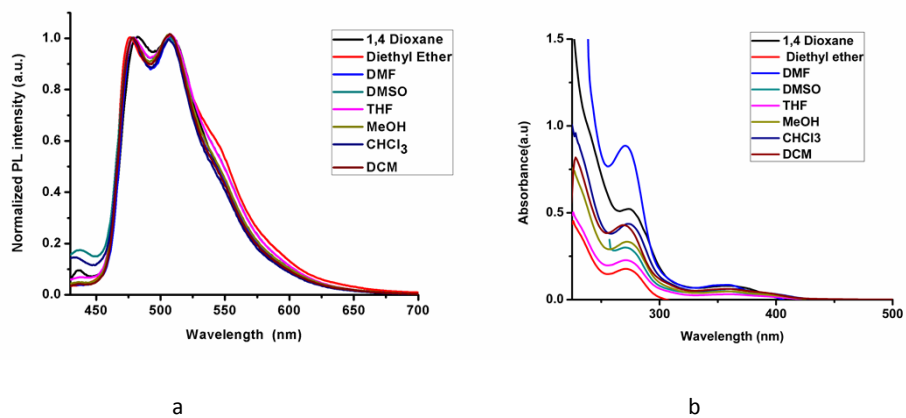 1,4 Dioxane
Diethyl Ether
DMF
DMSO
THF
MeOH
CHCl3
DCM
Normalized PL intensity (a.u.)
1.0
0.8
0.6
0.4
0.2
0.0
450 500 550 600 650 700
Wavelength (nm)
a
1,4 Dioxane
Diethyl ether
DMF
DMSO
THF
MeOH
CHCl3
DCM
Absorbance(a.u)
1.5
1.0
0.5
0.0
300 400 500
Wavelength (nm)
b